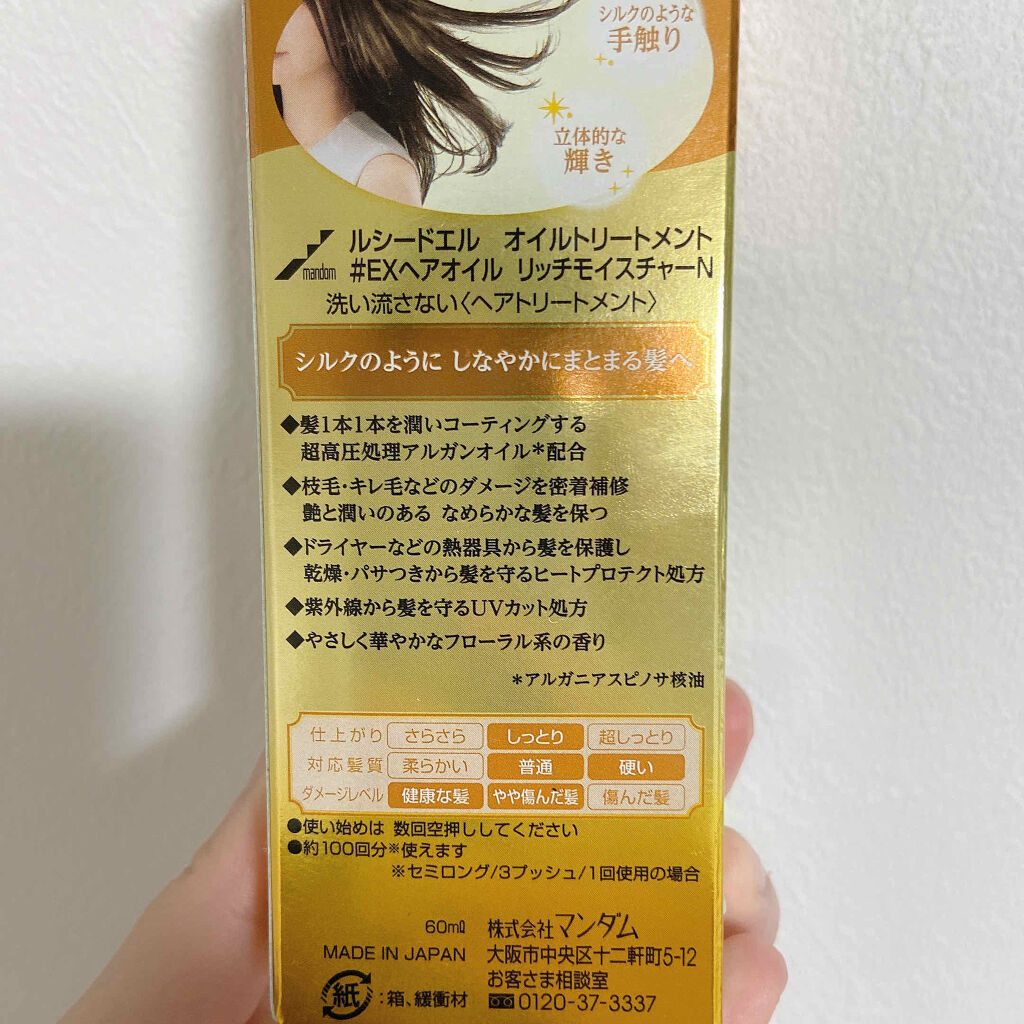 シルクのような
手触り
立体的な
輝き
mandom
ルシードエル オイルトリートメント
#EXヘアオイル リッチモイスチャーN
洗い流さない〈ヘアトリートメント〉
シルクのように しなやかにまとまる髪へ
◆髪1本1本を潤いコーティングする
超高圧処理アルガンオイル*配合
◆枝毛・キレ毛などのダメージを密着補修
艶と潤いのある なめらかな髪を保つ
◆ドライヤーなどの熱器具から髪を保護し
乾燥・パサつきから髪を守るヒートプロテクト処方
◆紫外線から髪を守るUVカット処方
◆やさしく華やかなフローラル系の香り
*アルガニアスピノサ核油
仕上がり さらさら しっとり 超しっとり
対応髪質 柔らかい 普通 硬い
ダメージレベル 健康な髪 やや傷んだ髪 傷んだ髪
●使い始めは 数回空押ししてください
●約100回分※使えます
※セミロング/3プッシュ/1回使用の場合
60mℓ 株式会社マンダム
MADE IN JAPAN 大阪市中央区十二軒町5-12
お客さま相談室
紙:箱、緩衝材 0120-37-3337